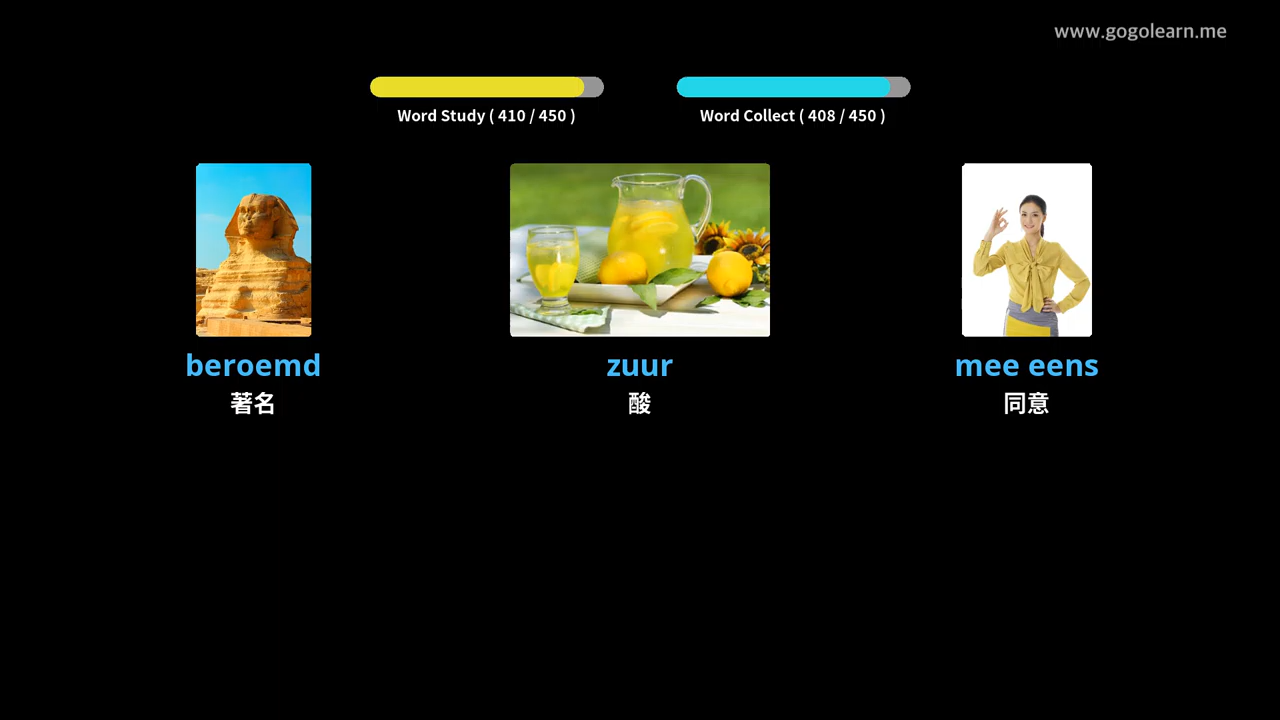 www.gogolearn.me
Word Study ( 410 / 450 )
Word Collect ( 408 / 450 )
beroemd
zuur
mee eens
著名
酸
同意